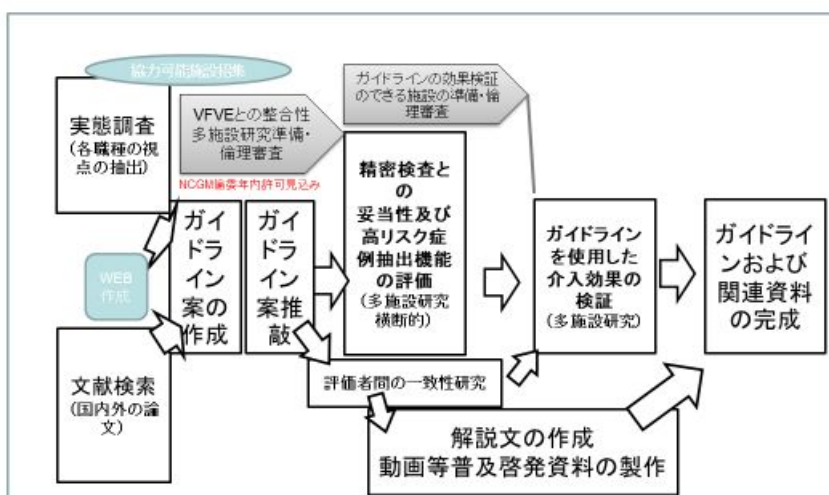 協力可能施設招集
ガイドラインの効果検証
のできる施設の準備・倫
理審査
VFVEとの整合性
多施設研究準備・
倫理審査
実態調査
(各職種の視
点の抽出)
NCGM倫委年内許可見込み
WEB
作成
文献検索
(国内外の論
文)
ガイ
ドラ
イン
案の
作成
ガイ
ドラ
イン
案推
敲
精密検査と
の
妥当性及び
高リスク症
例抽出機能
の評価
(多施設研究
横断的)
評価者間の一致性研究
ガイドライン
を使用した
介入効果の
検証
(多施設研究)
解説文の作成
動画等普及啓発資料の製作
ガイドライ
ンおよび
関連資料
の完成